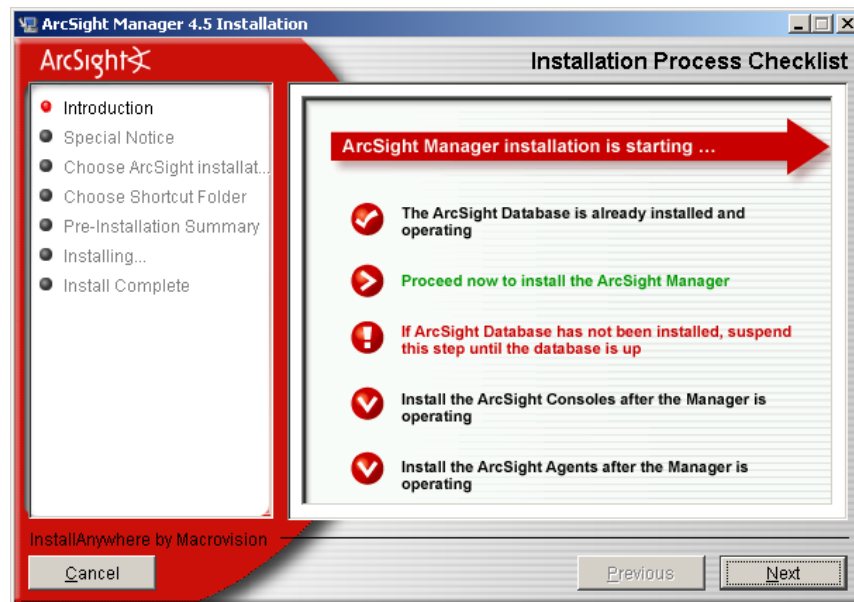 ArcSight Manager 4.5 Installation
ArcSight
Installation Process Checklist
Introduction
Special Notice
Choose ArcSight installat...
Choose Shortcut Folder
Pre-Installation Summary
Installing...
Install Complete
ArcSight Manager installation is starting ...
The ArcSight Database is already installed and
operating
Proceed now to install the ArcSight Manager
If ArcSight Database has not been installed, suspend
this step until the database is up
Install the ArcSight Consoles after the Manager is
operating
Install the ArcSight Agents after the Manager is
operating
InstallAnywhere by Macrovision
Cancel
Previous
Next